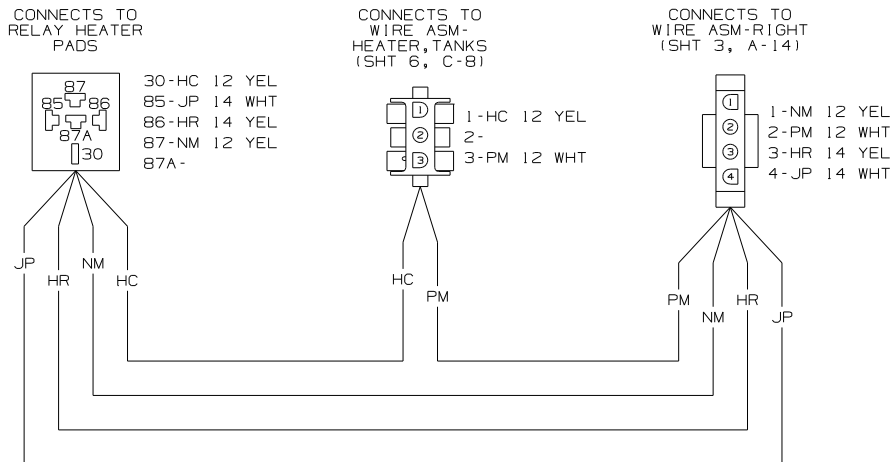 CONNECTS TO
RELAY HEATER
PADS
87
85
86
87A
30
30-HC 12 YEL
85-JP 14 WHT
86-HR 14 YEL
87-NM 12 YEL
87A-
CONNECTS TO
WIRE ASM-
HEATER,TANKS
(SHT 6, C-8)
1
2
3
1-HC 12 YEL
2-
3-PM 12 WHT
CONNECTS TO
WIRE ASM-RIGHT
(SHT 3, A-14)
1
2
3
4
1-NM 12 YEL
2-PM 12 WHT
3-HR 14 YEL
4-JP 14 WHT
JP
HR
NM
HC
HC
PM
PM
NM
HR
JP